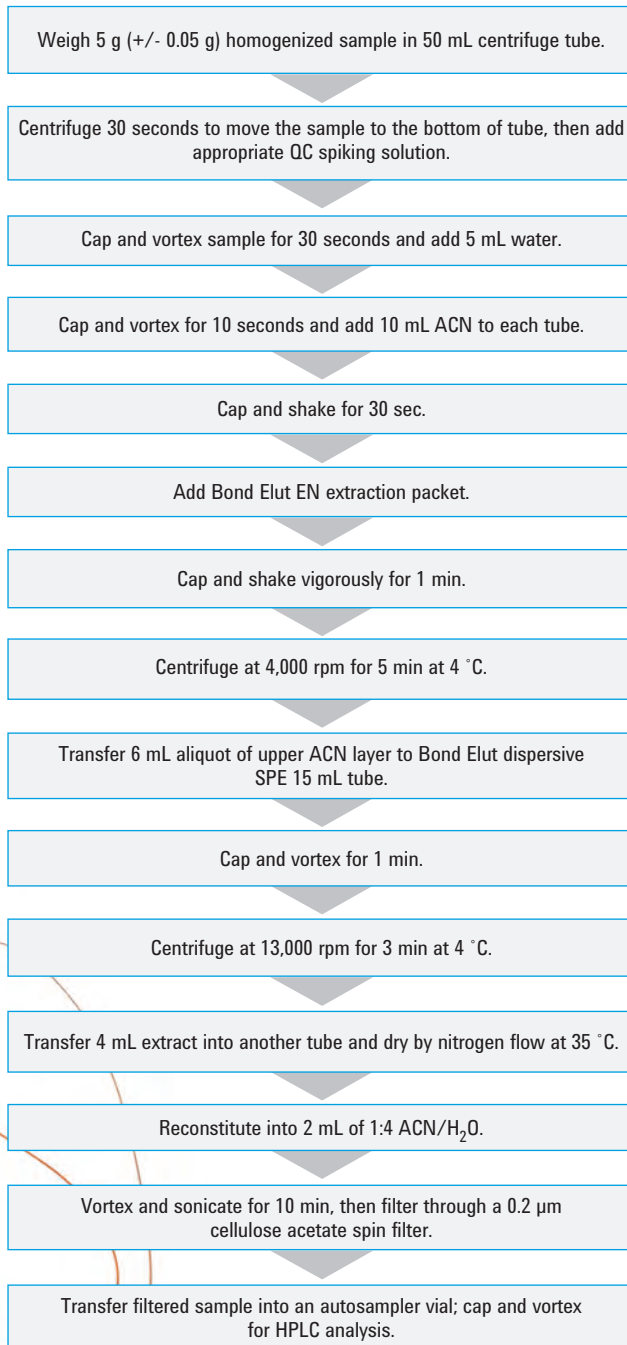 Weigh 5 g (+/- 0.05 g) homogenized sample in 50 mL centrifuge tube.
Centrifuge 30 seconds to move the sample to the bottom of tube, then add
appropriate QC spiking solution.
Cap and vortex sample for 30 seconds and add 5 mL water.
Cap and vortex for 10 seconds and add 10 mL ACN to each tube.
Cap and shake for 30 sec.
Add Bond Elut EN extraction packet.
Cap and shake vigorously for 1 min.
Centrifuge at 4,000 rpm for 5 min at 4 ˚C.
Transfer 6 mL aliquot of upper ACN layer to Bond Elut dispersive
SPE 15 mL tube.
Cap and vortex for 1 min.
Centrifuge at 13,000 rpm for 3 min at 4 ˚C.
Transfer 4 mL extract into another tube and dry by nitrogen flow at 35 ˚C.
Reconstitute into 2 mL of 1:4 ACN/H₂O.
Vortex and sonicate for 10 min, then filter through a 0.2 µm
cellulose acetate spin filter.
Transfer filtered sample into an autosampler vial; cap and vortex
for HPLC analysis.